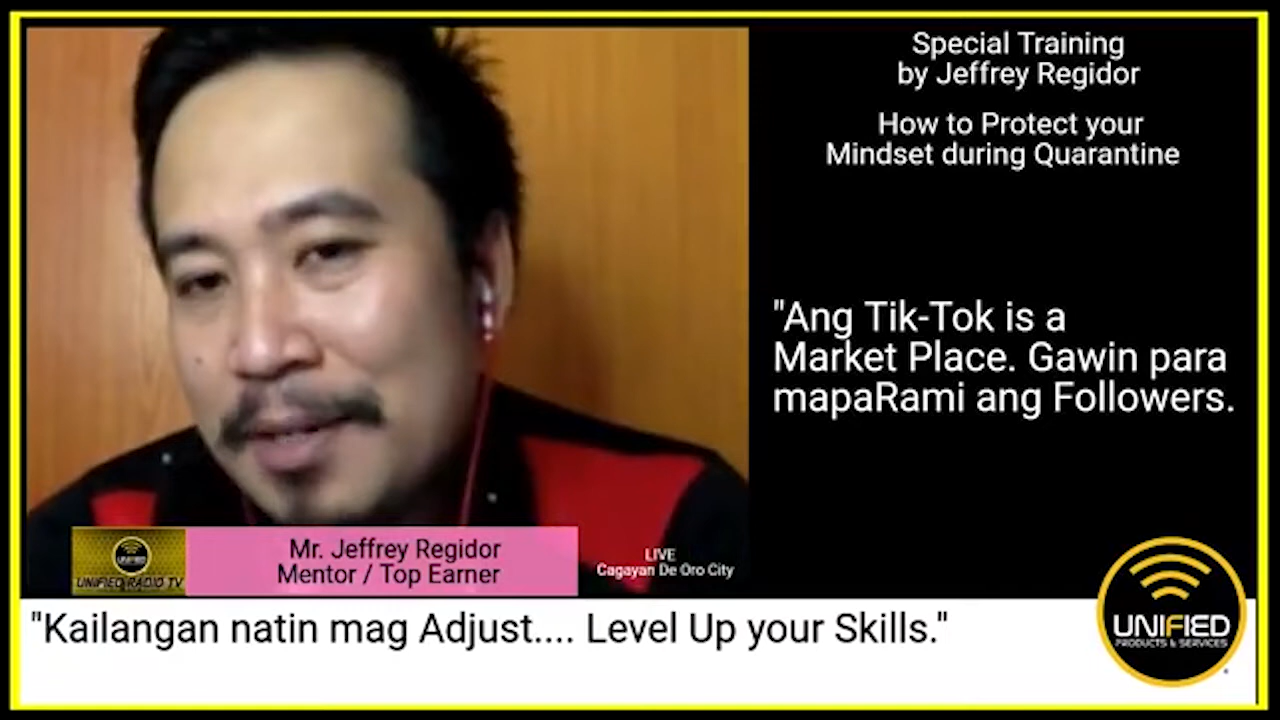 Special Training
by Jeffrey Regidor
How to Protect your
Mindset during Quarantine
"Ang Tik-Tok is a
Market Place. Gawin para
mapaRami ang Followers.
UNIFIED
UNIFIED RADIO TV
Mr. Jeffrey Regidor
Mentor / Top Earner
LIVE
Cagayan De Oro City
"Kailangan natin mag Adjust.... Level Up your Skills."
UNIFIED
PRODUCTS & SERVICES